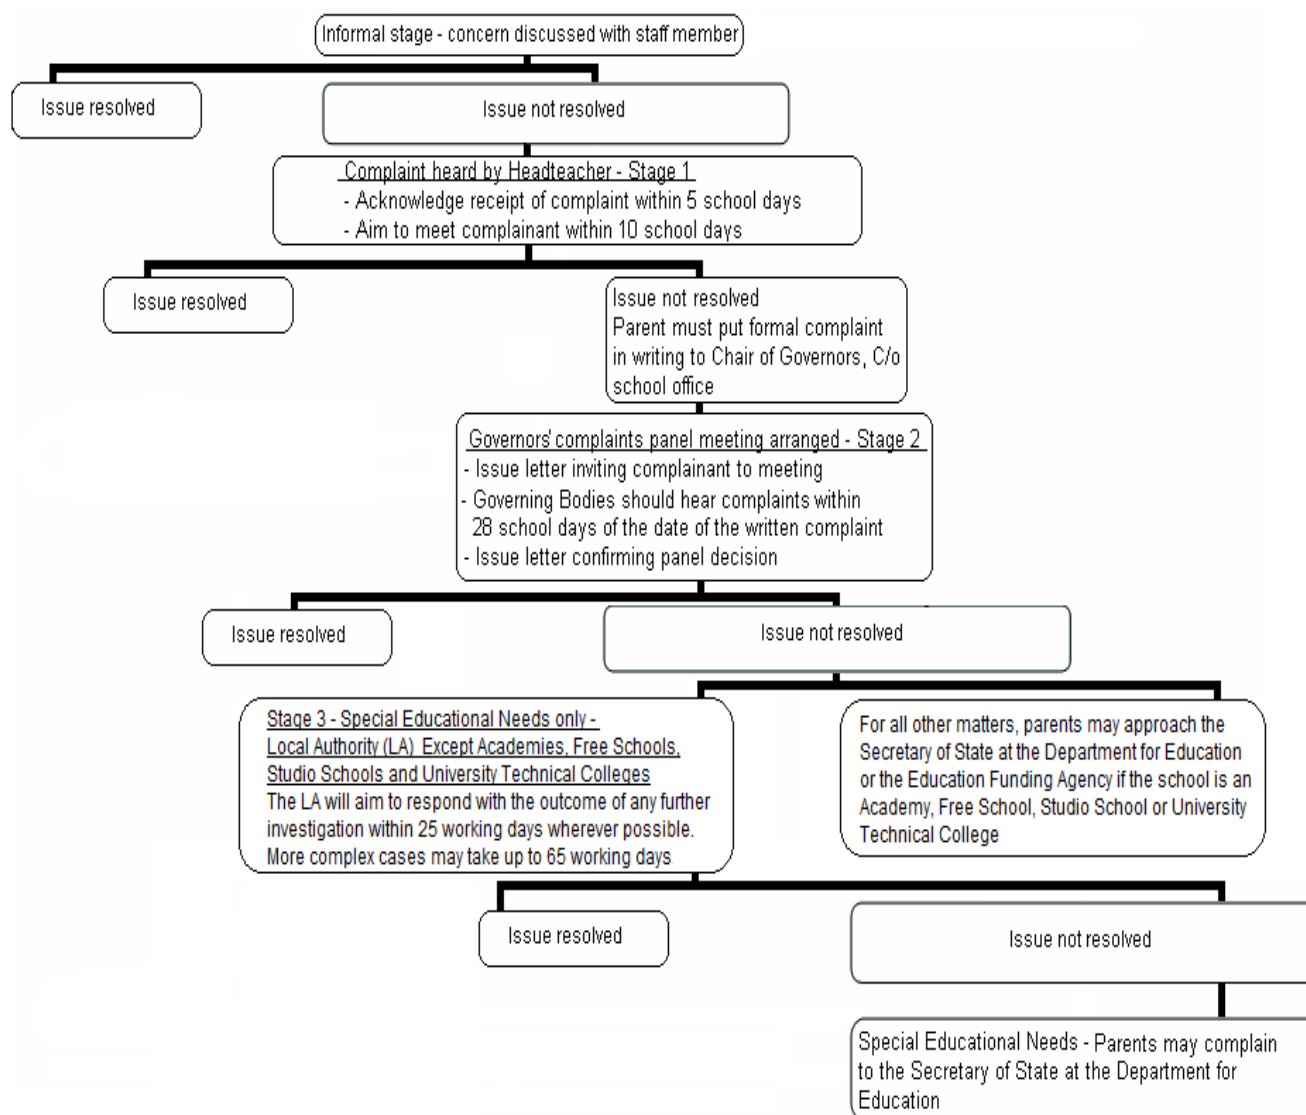 Informal stage - concern discussed with staff member
Issue resolved
Issue not resolved
Complaint heard by Headteacher - Stage 1
- Acknowledge receipt of complaint within 5 school days
- Aim to meet complainant within 10 school days
Issue resolved
Issue not resolved
Parent must put formal complaint
in writing to Chair of Governors, C/o
school office
Governors' complaints panel meeting arranged - Stage 2
- Issue letter inviting complainant to meeting
- Governing Bodies should hear complaints within
28 school days of the date of the written complaint
- Issue letter confirming panel decision
Issue resolved
Issue not resolved
Stage 3 - Special Educational Needs only -
Local Authority (LA) Except Academies, Free Schools,
Studio Schools and University Technical Colleges
The LA will aim to respond with the outcome of any further
investigation within 25 working days wherever possible.
More complex cases may take up to 65 working days
For all other matters, parents may approach the
Secretary of State at the Department for Education
or the Education Funding Agency if the school is an
Academy, Free School, Studio School or University
Technical College
Issue resolved
Issue not resolved
Special Educational Needs - Parents may complain
to the Secretary of State at the Department for
Education